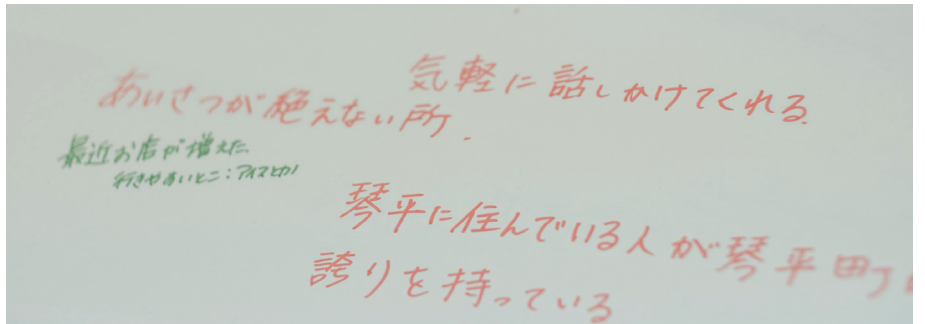 気軽に話しかけてくれる。
あいさつが絶えない所。
最近お店が増えた
行きやすいとこ：アイスとか
琴平に住んでいる人が琴平町に
誇りを持っている